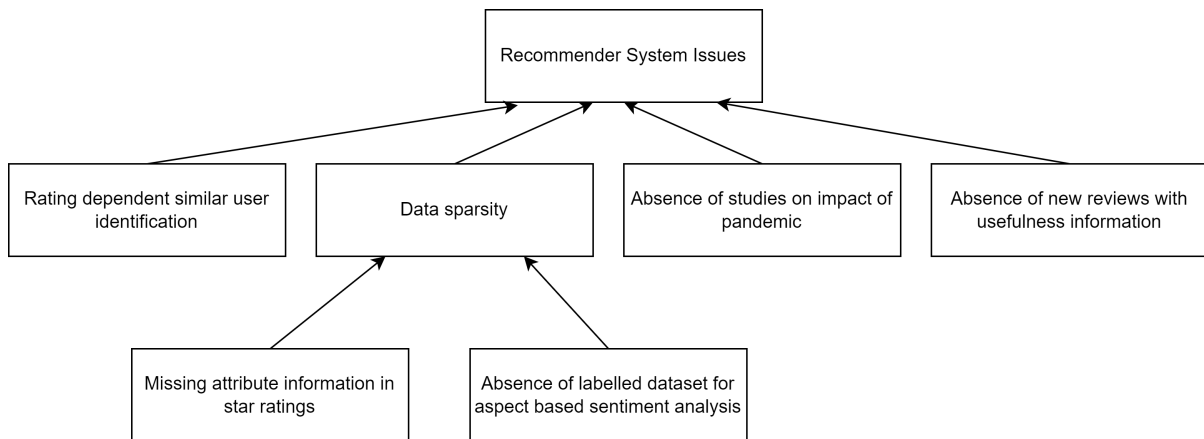 Recommender System Issues
Rating dependent similar user
identification
Data sparsity
Absence of studies on impact of
pandemic
Absence of new reviews with
usefulness information
Missing attribute information in
star ratings
Absence of labelled dataset for
aspect based sentiment analysis